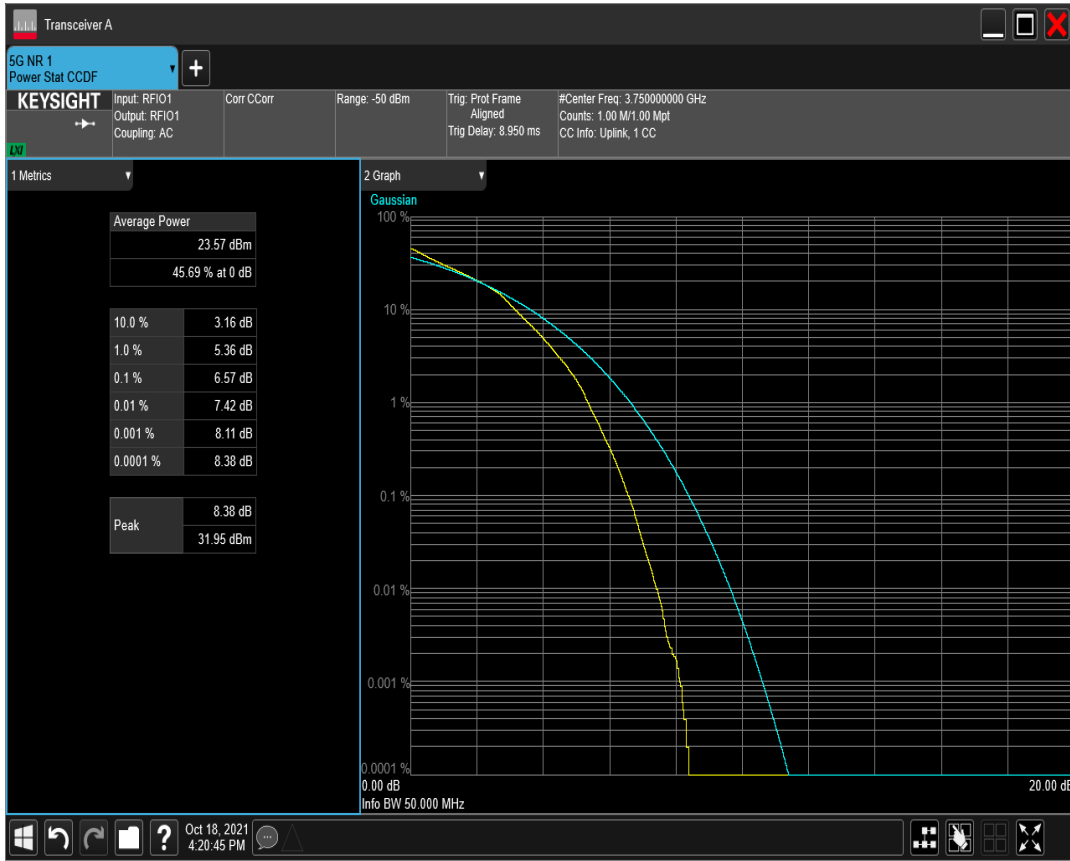 Transceiver A
5G NR 1
Power Stat CCDF
+
KEYSIGHT
LXI
Input: RFIO1
Output: RFIO1
Coupling: AC
Corr CCorr
Range: -50 dBm
Trig: Prot Frame
Aligned
Trig Delay: 8.950 ms
#Center Freq: 3.750000000 GHz
Counts: 1.00 M/1.00 Mpt
CC Info: Uplink, 1 CC
1 Metrics
Average Power
23.57 dBm
45.69 % at 0 dB
10.0 % 3.16 dB
1.0 % 5.36 dB
0.1 % 6.57 dB
0.01 % 7.42 dB
0.001 % 8.11 dB
0.0001 % 8.38 dB
Peak
8.38 dB
31.95 dBm
2 Graph
Gaussian
100 %
10 %
1 %
0.1 %
0.01 %
0.001 %
0.0001 %
0.00 dB 20.00 dB
Info BW 50.000 MHz
?
Oct 18, 2021
4:20:45 PM